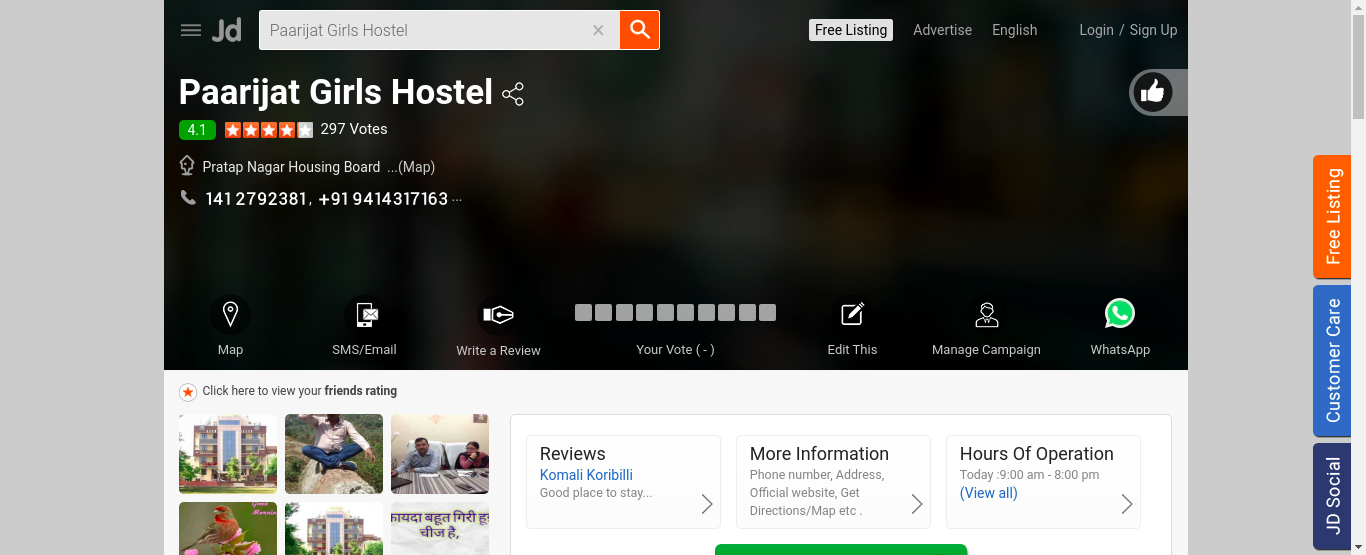 Jd
Paarijat Girls Hostel
Free Listing
Advertise
English
Login / Sign Up
Paarijat Girls Hostel
4.1
297 Votes
Pratap Nagar Housing Board ...(Map)
141 2792381, +91 9414317163 ...
Map
SMS/Email
Write a Review
Your Vote ( - )
Edit This
Manage Campaign
WhatsApp
Free Listing
Customer Care
JD Social
Click here to view your friends rating
Reviews
Komali Koribilli
Good place to stay...
More Information
Phone number, Address,
Official website, Get
Directions/Map etc .
Hours Of Operation
Today :9:00 am - 8:00 pm
(View all)
Good
Morning
कायदा बहुत गिरी हुई
चीज है,